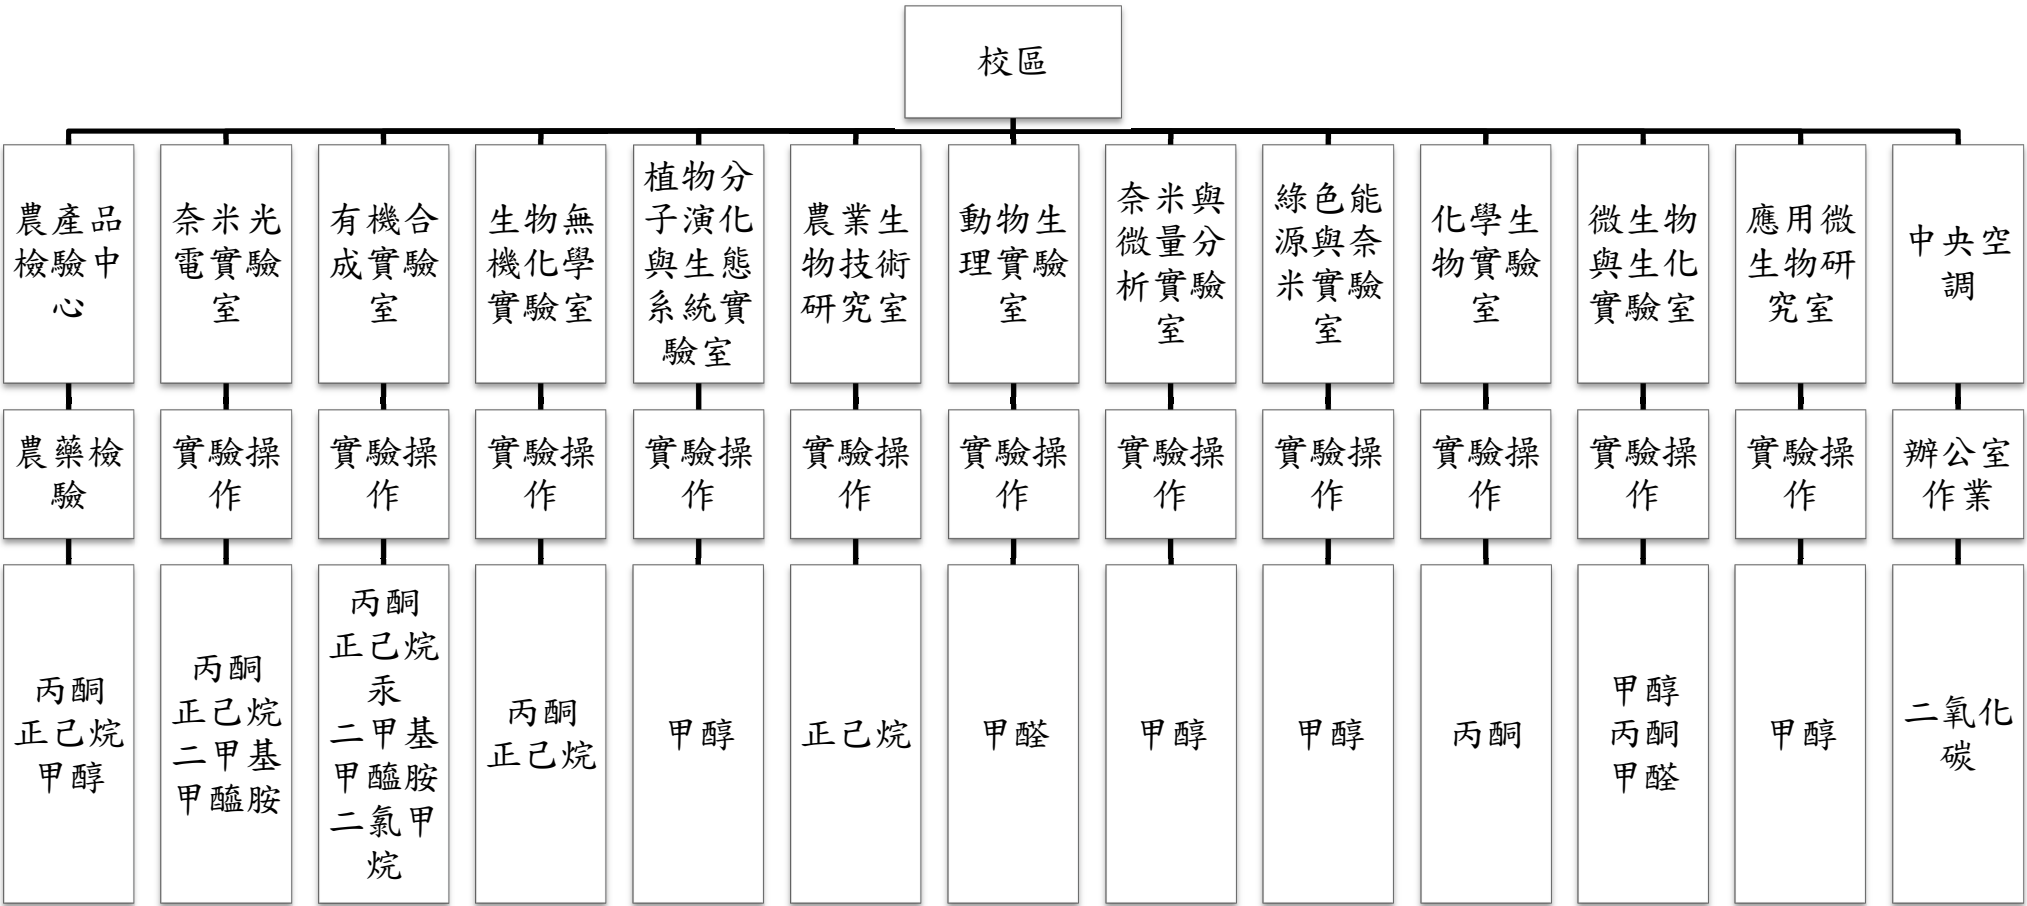 校區
農產品
檢驗中
心
奈米光
電實驗
室
有機合
成實驗
室
生物無
機化學
實驗室
植物分
子演化
與生態
系統實
驗室
農業生
物技術
研究室
動物生
理實驗
室
奈米與
微量分
析實驗
室
綠色能
源與奈
米實驗
室
化學生
物實驗
室
微生物
與生化
實驗室
應用微
生物研
究室
中央空
調
農藥檢
驗
實驗操
作
實驗操
作
實驗操
作
實驗操
作
實驗操
作
實驗操
作
實驗操
作
實驗操
作
實驗操
作
實驗操
作
實驗操
作
辦公室
作業
丙酮
正己烷
甲醇
丙酮
正己烷
二甲基
甲醯胺
丙酮
正己烷
汞
二甲基
甲醯胺
二氯甲
烷
丙酮
正己烷
甲醇
正己烷
甲醛
甲醇
甲醇
丙酮
甲醇
丙酮
甲醛
甲醇
二氧化
碳